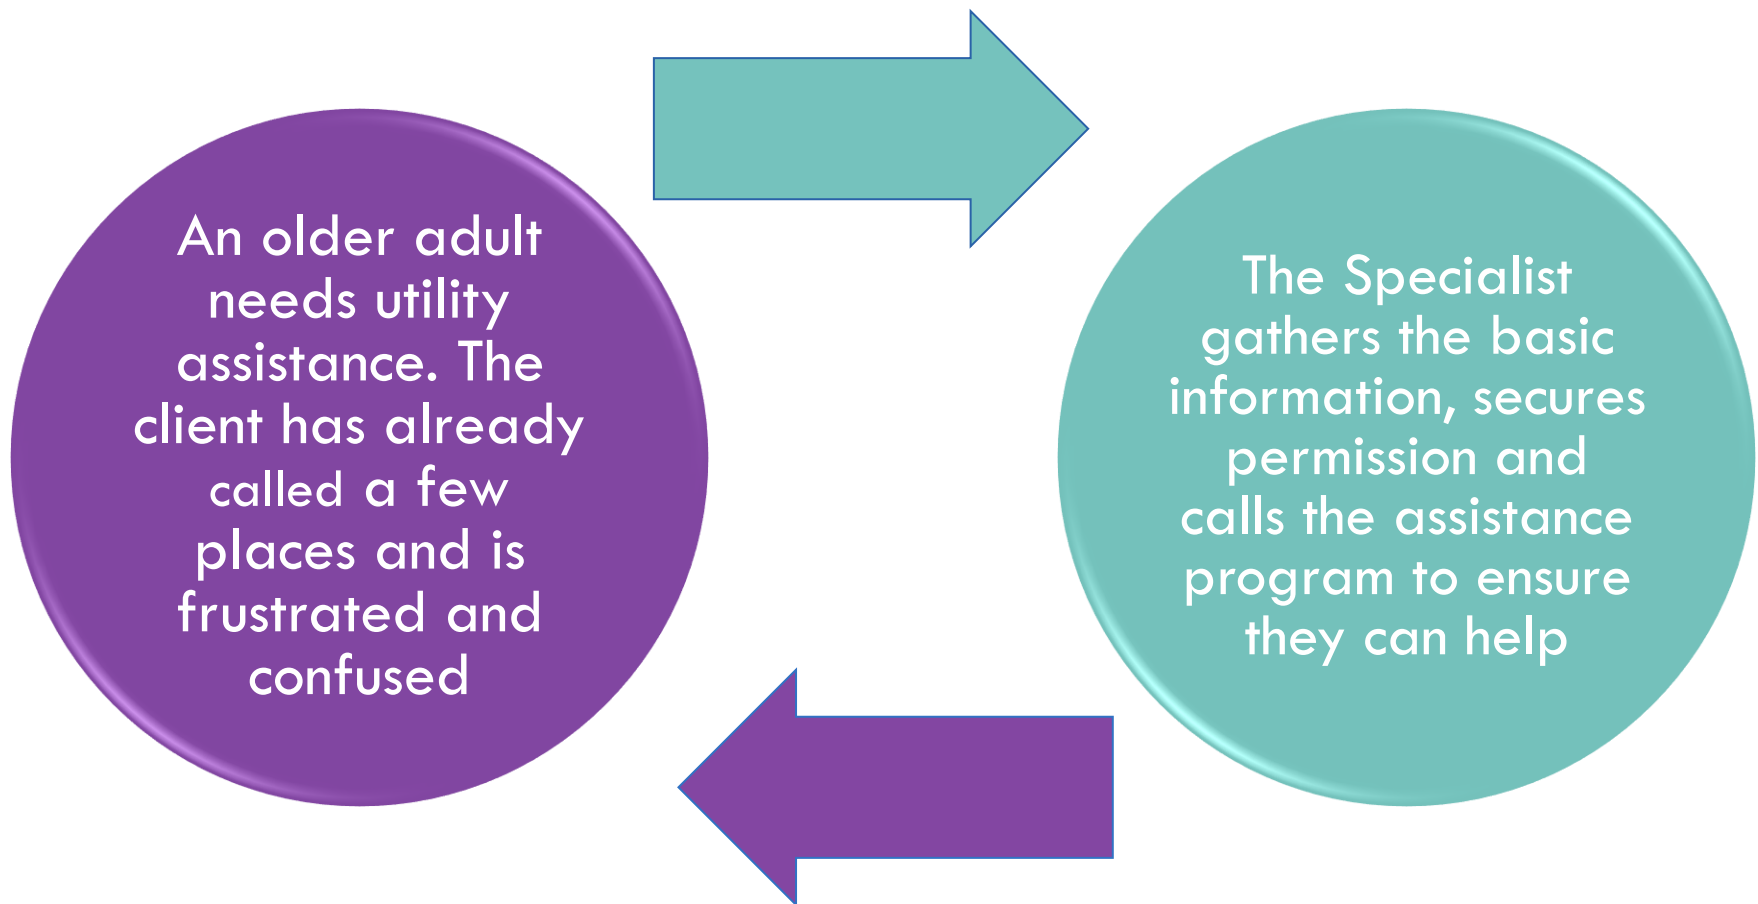 An older adult
needs utility
assistance. The
client has already
called a few
places and is
frustrated and
confused
The Specialist
gathers the basic
information, secures
permission and
calls the assistance
program to ensure
they can help